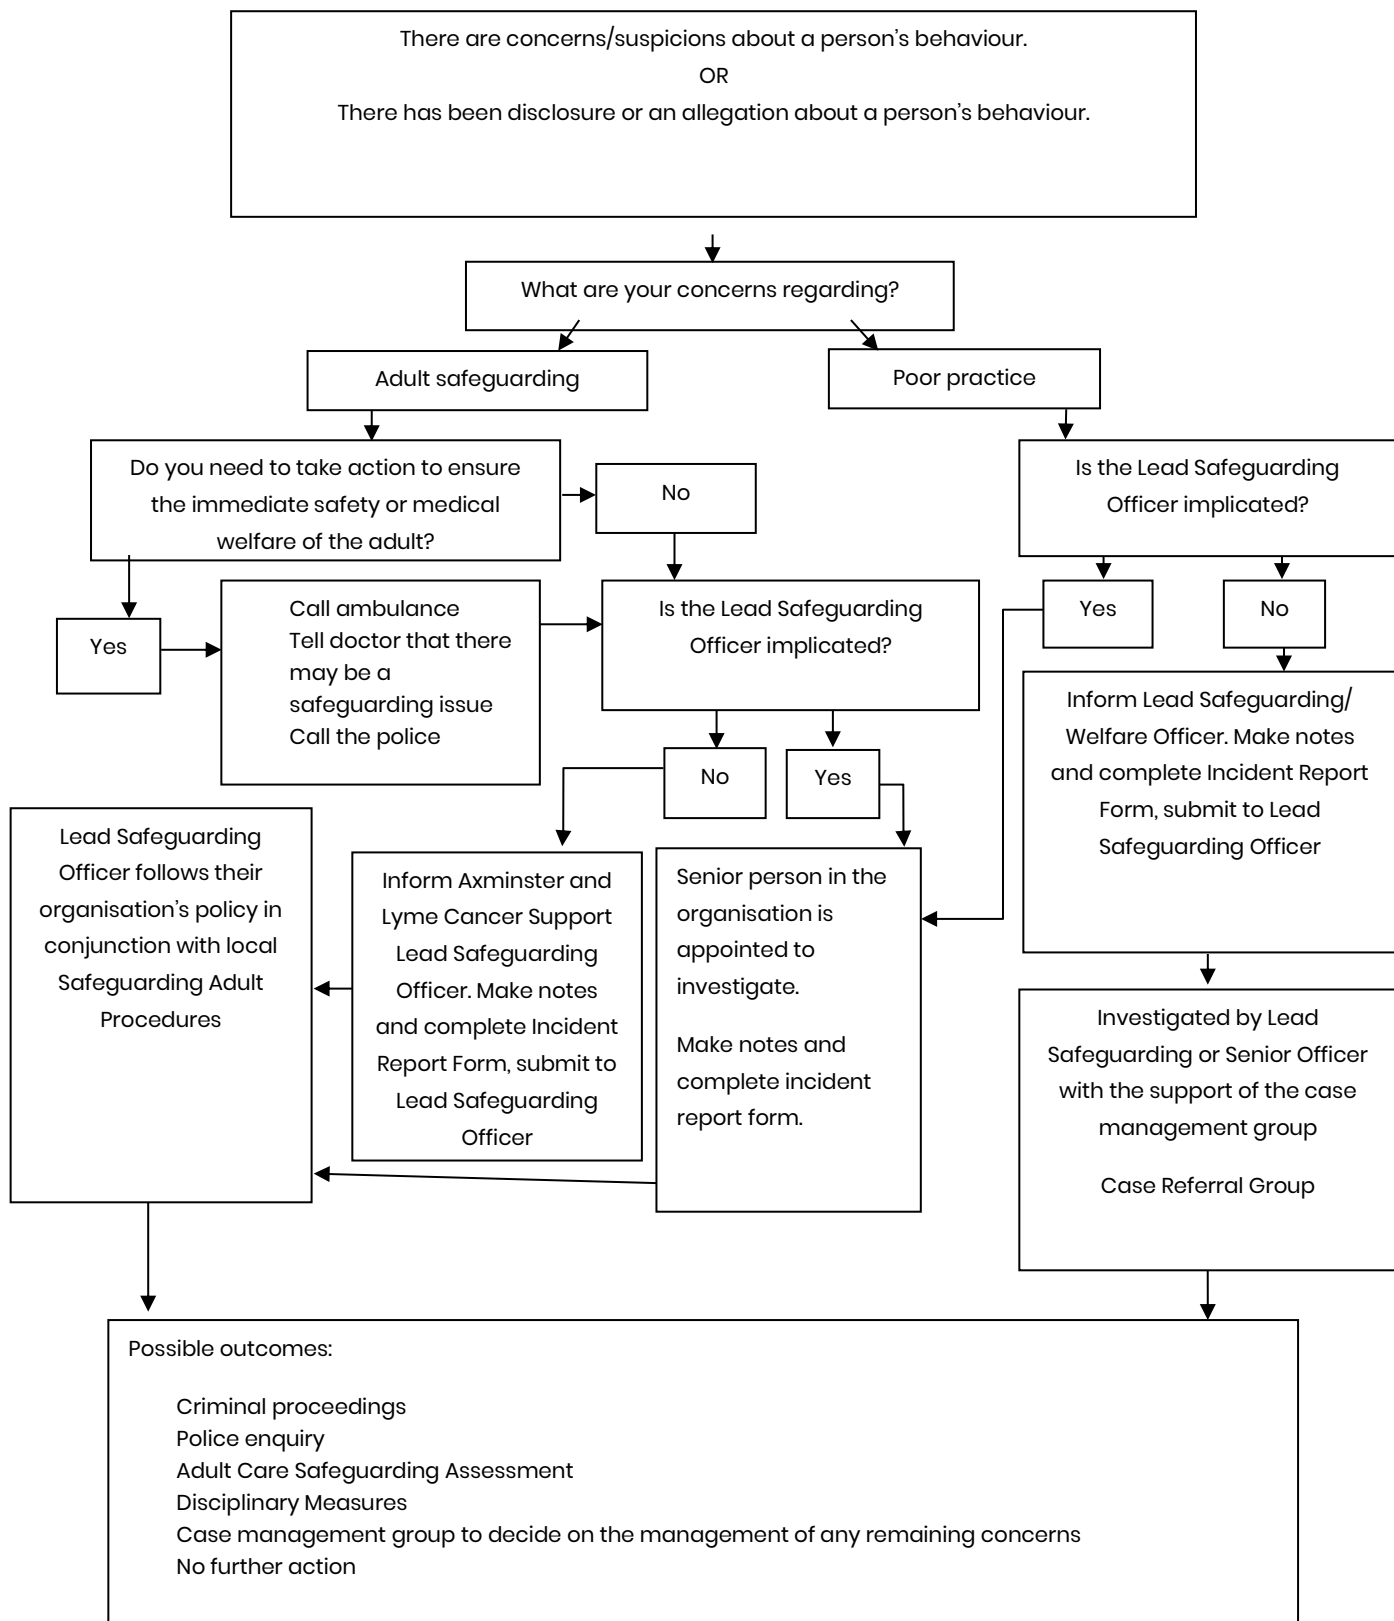 There are concerns/suspicions about a person’s behaviour.
OR
There has been disclosure or an allegation about a person’s behaviour.
What are your concerns regarding?
Adult safeguarding
Poor practice
Do you need to take action to ensure
the immediate safety or medical
welfare of the adult?
No
Is the Lead Safeguarding
Officer implicated?
Yes
Call ambulance
Tell doctor that there
may be a
safeguarding issue
Call the police
Is the Lead Safeguarding
Officer implicated?
Yes
No
No
Yes
Inform Lead Safeguarding/
Welfare Officer. Make notes
and complete Incident Report
Form, submit to Lead
Safeguarding Officer
Lead Safeguarding
Officer follows their
organisation’s policy in
conjunction with local
Safeguarding Adult
Procedures
Inform Axminster and
Lyme Cancer Support
Lead Safeguarding
Officer. Make notes
and complete Incident
Report Form, submit to
Lead Safeguarding
Officer
Senior person in the
organisation is
appointed to
investigate.
Make notes and
complete incident
report form.
Investigated by Lead
Safeguarding or Senior Officer
with the support of the case
management group
Case Referral Group
Possible outcomes:
Criminal proceedings
Police enquiry
Adult Care Safeguarding Assessment
Disciplinary Measures
Case management group to decide on the management of any remaining concerns
No further action